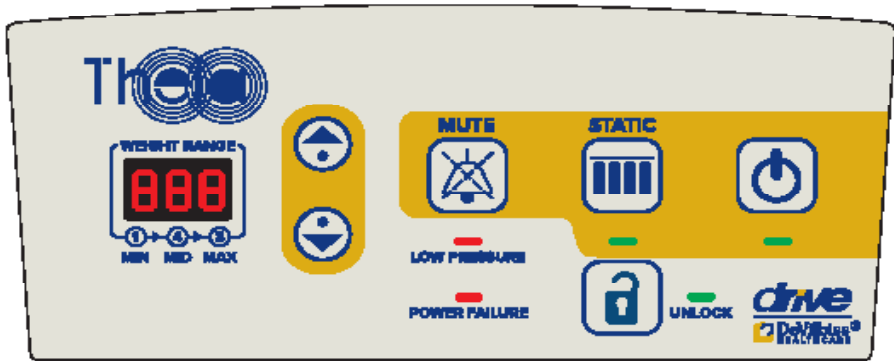 Theia
WEIGHT RANGE
888
1 4 8
MIN MID MAX
MUTE
STATIC
LOW PRESSURE
POWER FAILURE
UNLOCK
drive
DeVilbiss®
HEALTHCARE